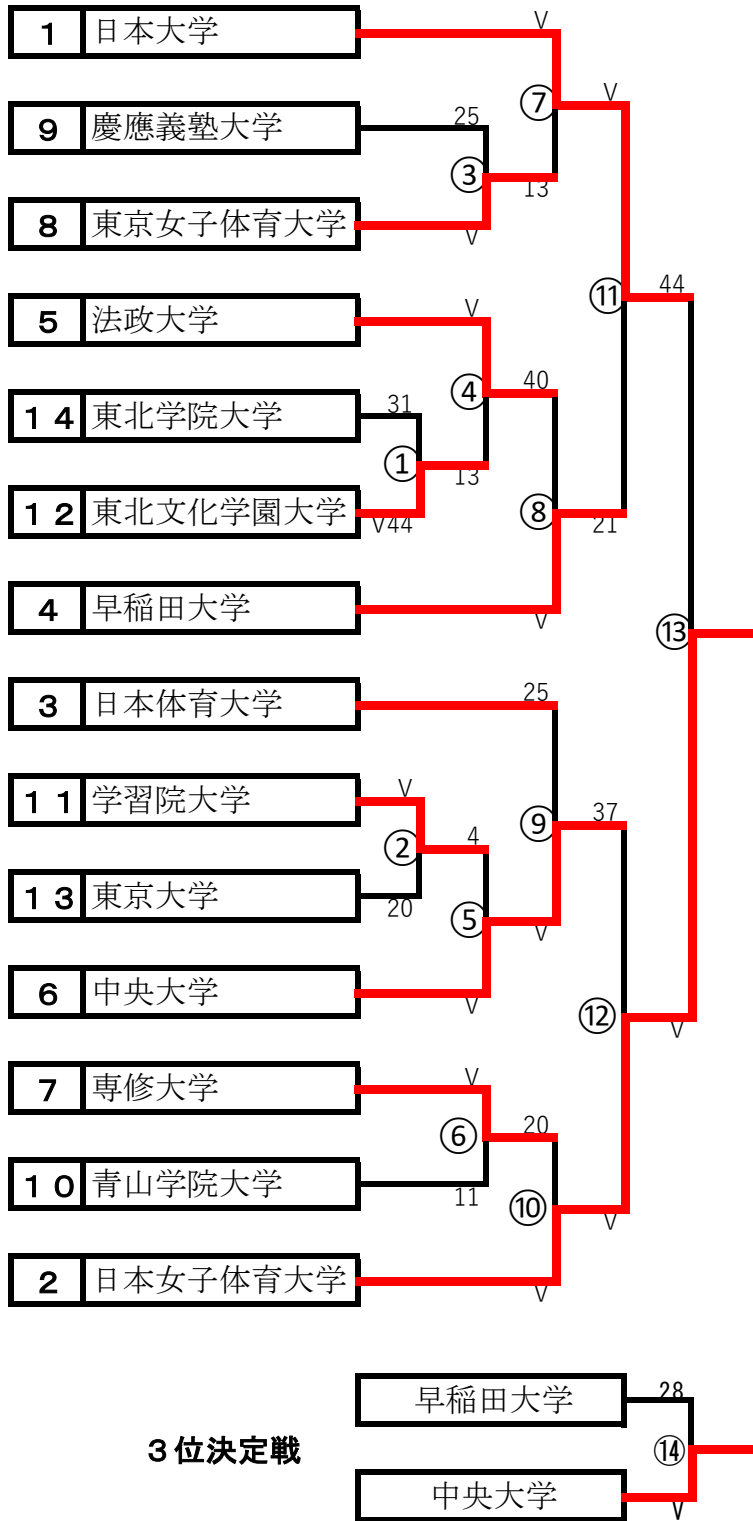 V
1 日本大学
⑦ V
9 慶應義塾大学 25
③ 13
8 東京女子体育大学 V
⑪ 44
5 法政大学 V
④ 40
14 東北学院大学 31
① 13
12 東北文化学園大学 V44
⑧ 21
4 早稲田大学 V
⑬
3 日本体育大学 25
11 学習院大学 V
⑨ 37
② 4
13 東京大学 20
⑤ V
6 中央大学 V
⑫ V
7 専修大学 V
⑥ 20
10 青山学院大学 11
⑩ V
2 日本女子体育大学 V
早稲田大学 28
3位決定戦 ⑭
中央大学 V